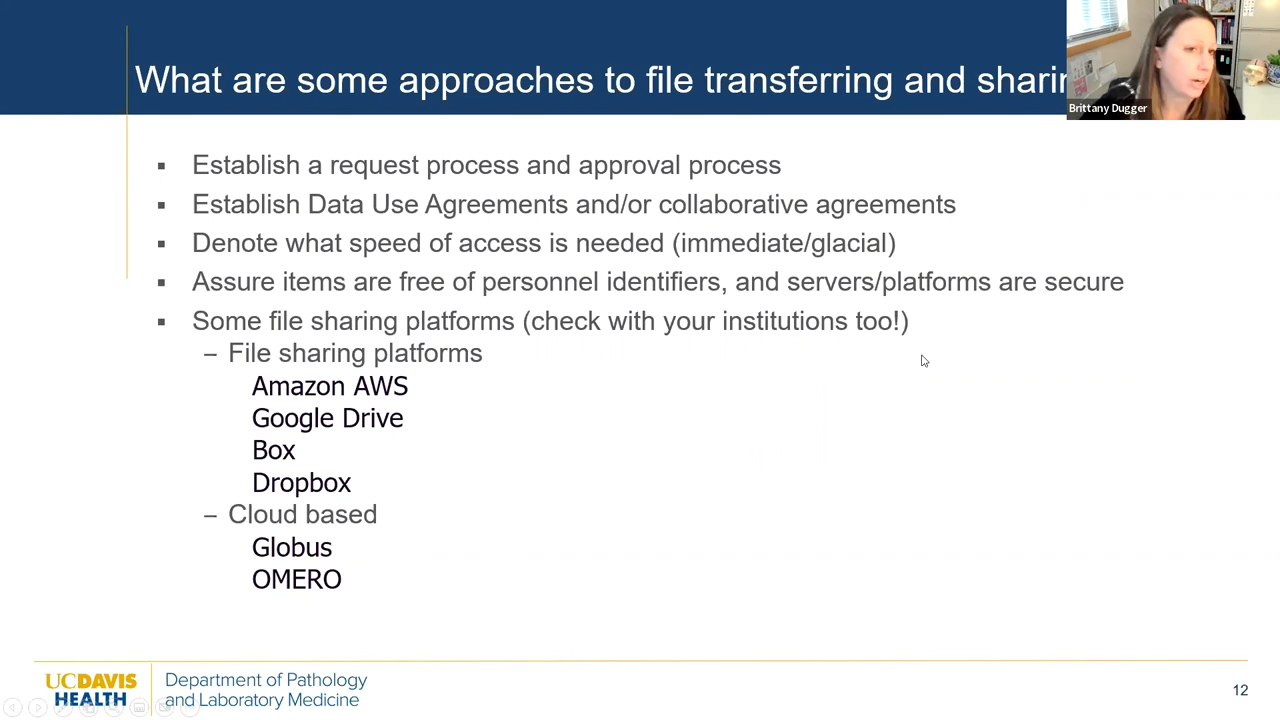 What are some approaches to file transferring and sharin
Brittany Dugger
▪ Establish a request process and approval process
▪ Establish Data Use Agreements and/or collaborative agreements
▪ Denote what speed of access is needed (immediate/glacial)
▪ Assure items are free of personnel identifiers, and servers/platforms are secure
▪ Some file sharing platforms (check with your institutions too!)
– File sharing platforms
Amazon AWS
Google Drive
Box
Dropbox
– Cloud based
Globus
OMERO
UCDAVIS
HEALTH
Department of Pathology
and Laboratory Medicine
12